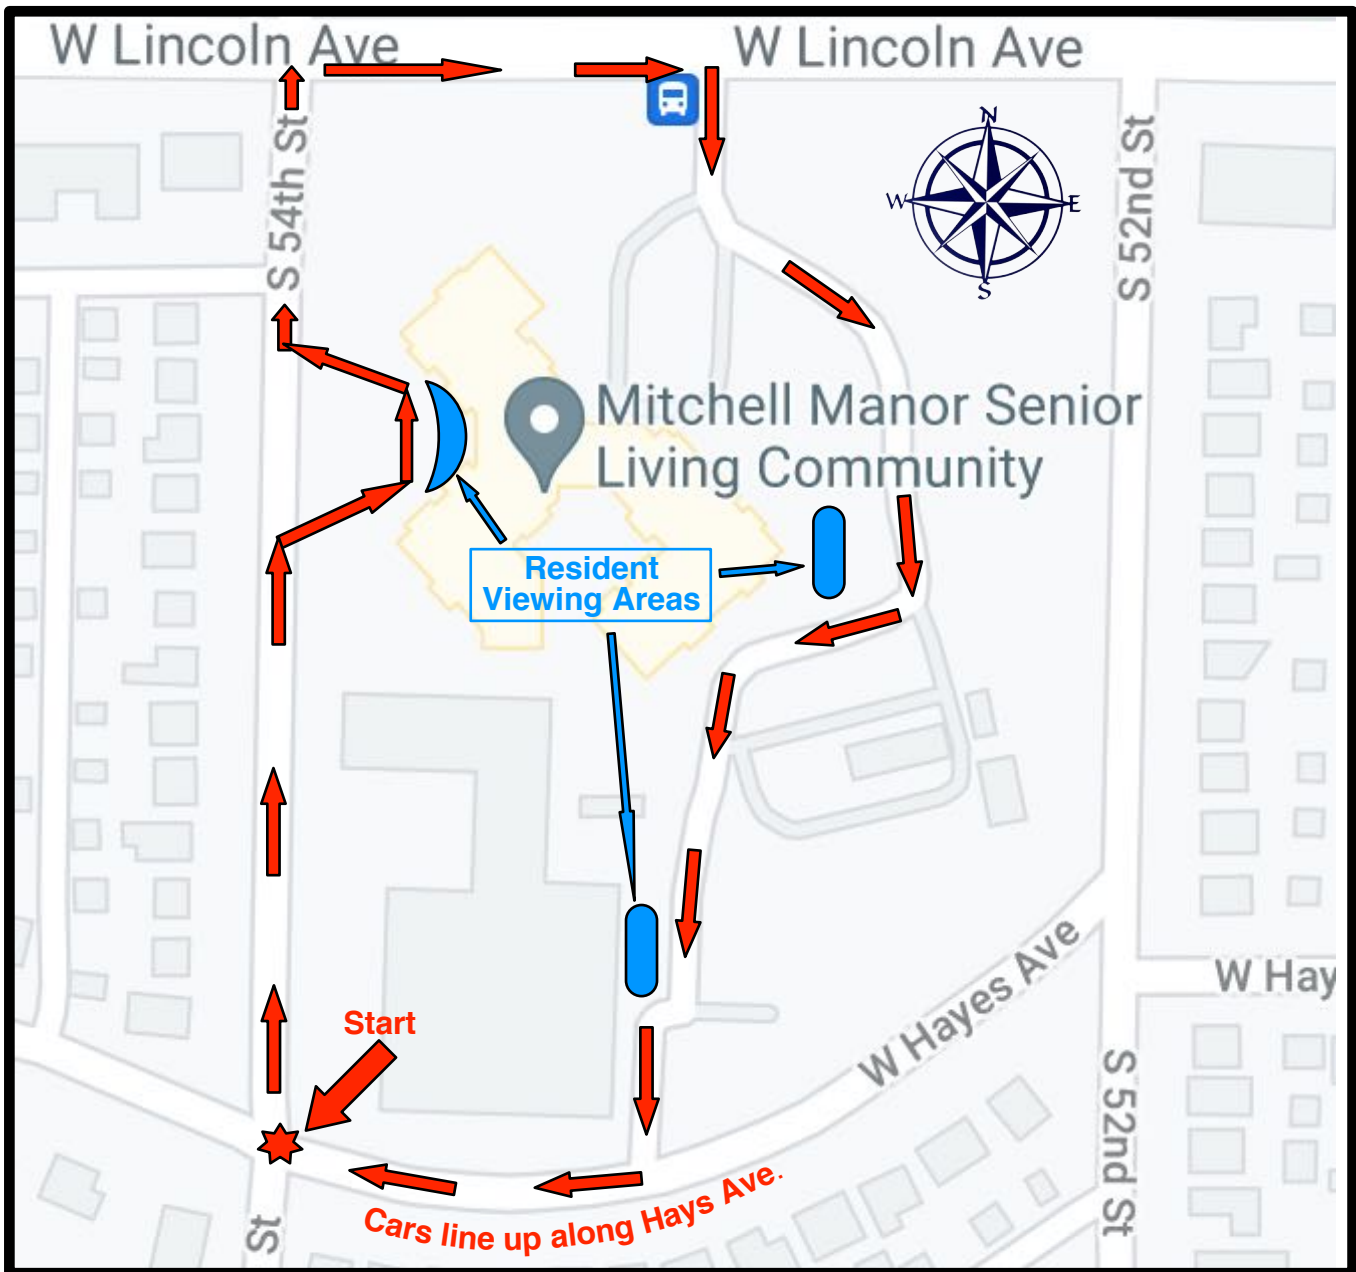 W Lincoln Ave
W Lincoln Ave
S 54th St
N
W
E
S
S 52nd St
Mitchell Manor Senior
Living Community
Resident
Viewing Areas
W Hayes Ave
W Hay
Start
S 52nd St
St
Cars line up along Hays Ave.